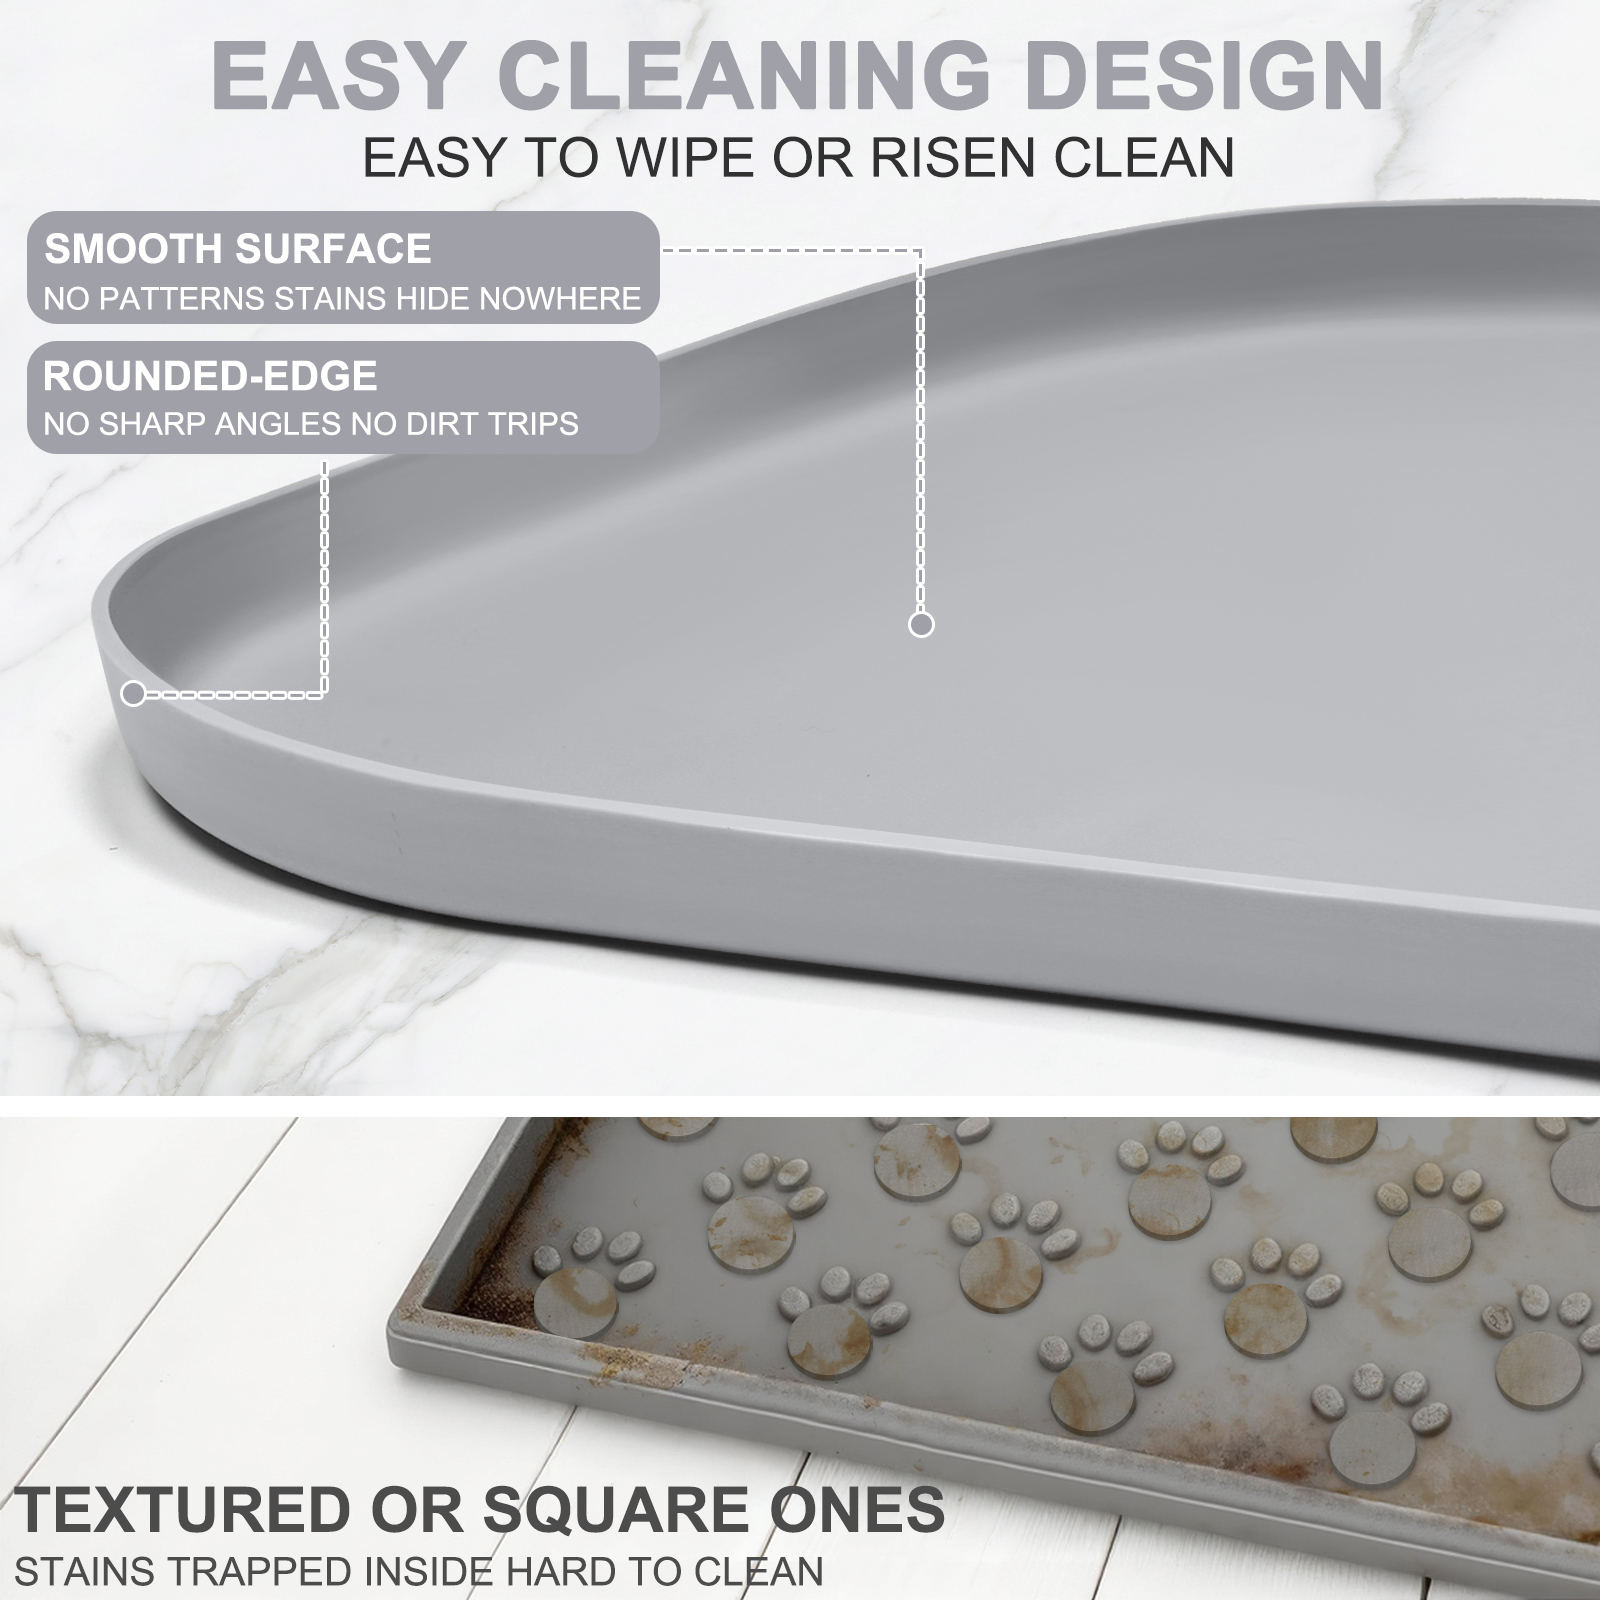 EASY CLEANING DESIGN
EASY TO WIPE OR RISEN CLEAN
SMOOTH SURFACE
NO PATTERNS STAINS HIDE NOWHERE
ROUNDED-EDGE
NO SHARP ANGLES NO DIRT TRIPS
TEXTURED OR SQUARE ONES
STAINS TRAPPED INSIDE HARD TO CLEAN